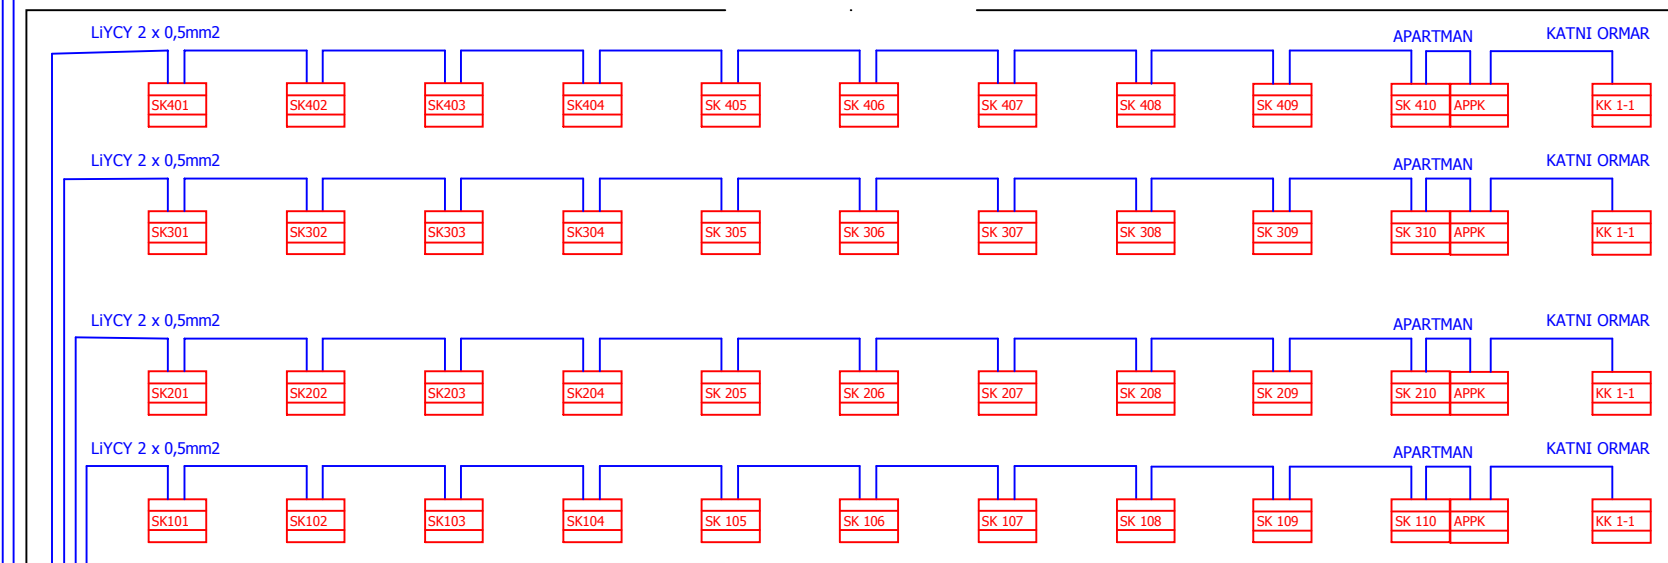 LiYCY 2 x 0,5mm2 APARTMAN KATNI ORMAR
SK401 SK402 SK403 SK404 SK 405 SK 406 SK 407 SK 408 SK 409 SK 410 APPK KK 1-1
LiYCY 2 x 0,5mm2 APARTMAN KATNI ORMAR
SK301 SK302 SK303 SK304 SK 305 SK 306 SK 307 SK 308 SK 309 SK 310 APPK KK 1-1
LiYCY 2 x 0,5mm2 APARTMAN KATNI ORMAR
SK201 SK202 SK203 SK204 SK 205 SK 206 SK 207 SK 208 SK 209 SK 210 APPK KK 1-1
LiYCY 2 x 0,5mm2 APARTMAN KATNI ORMAR
SK101 SK102 SK103 SK104 SK 105 SK 106 SK 107 SK 108 SK 109 SK 110 APPK KK 1-1